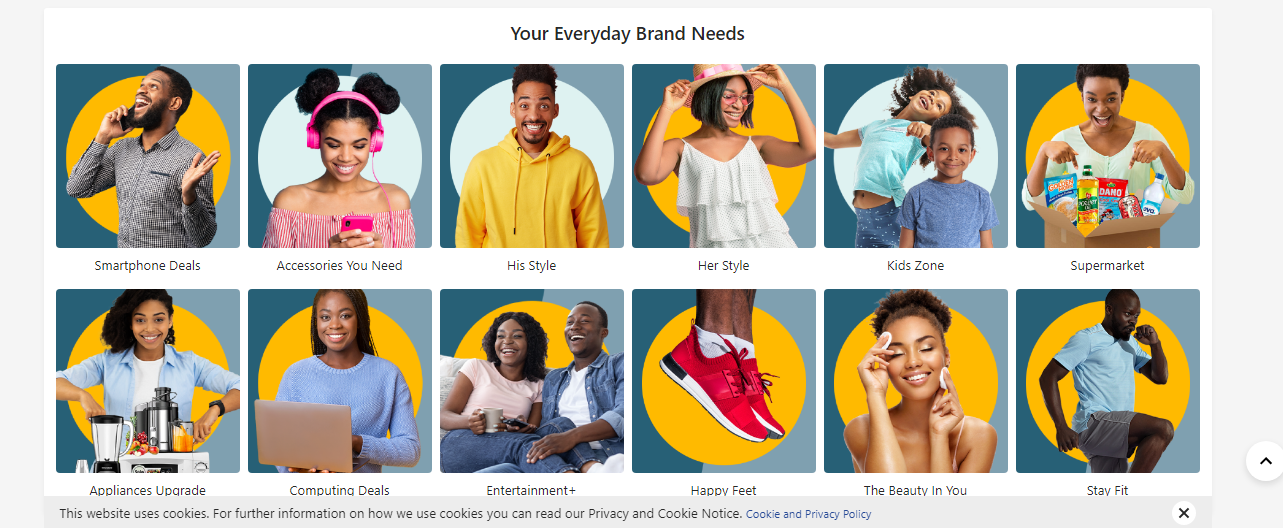 Your Everyday Brand Needs
Smartphone Deals
Accessories You Need
His Style
Her Style
Kids Zone
DANO
Supermarket
Appliances Upgrade
Computing Deals
Entertainment+
Happy Feet
The Beauty In You
Stay Fit
This website uses cookies. For further information on how we use cookies you can read our Privacy and Cookie Notice. Cookie and Privacy Policy